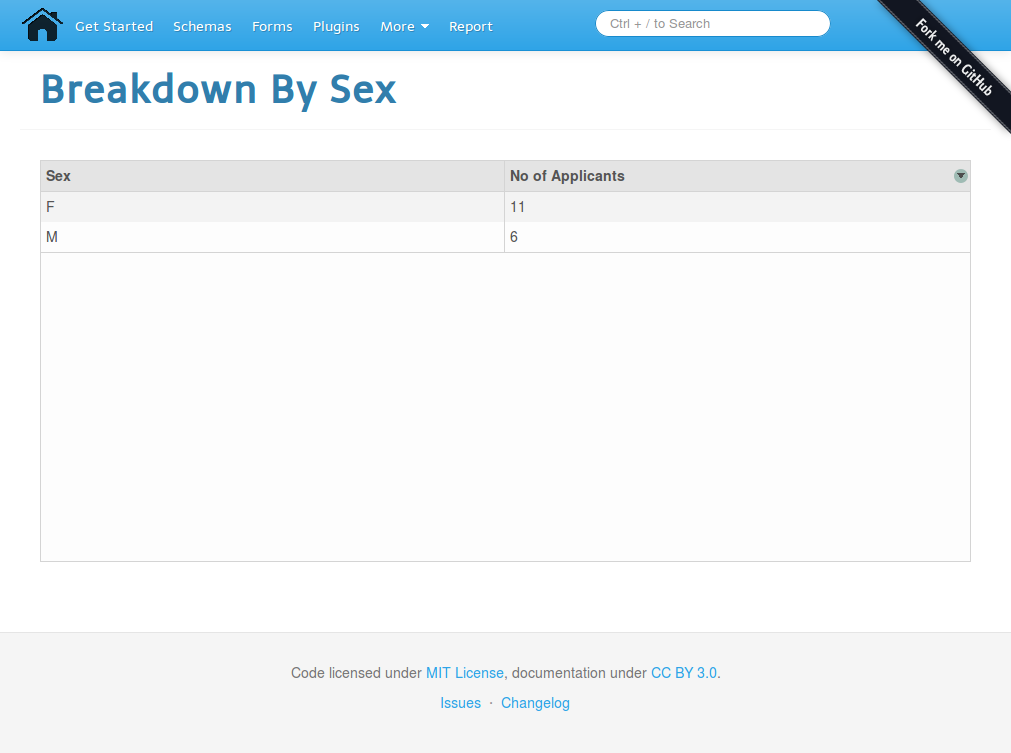 Get Started Schemas Forms Plugins More Report Ctrl + / to Search
Fork me on GitHub
Breakdown By Sex
Sex No of Applicants
F 11
M 6
Code licensed under MIT License, documentation under CC BY 3.0.
Issues · Changelog